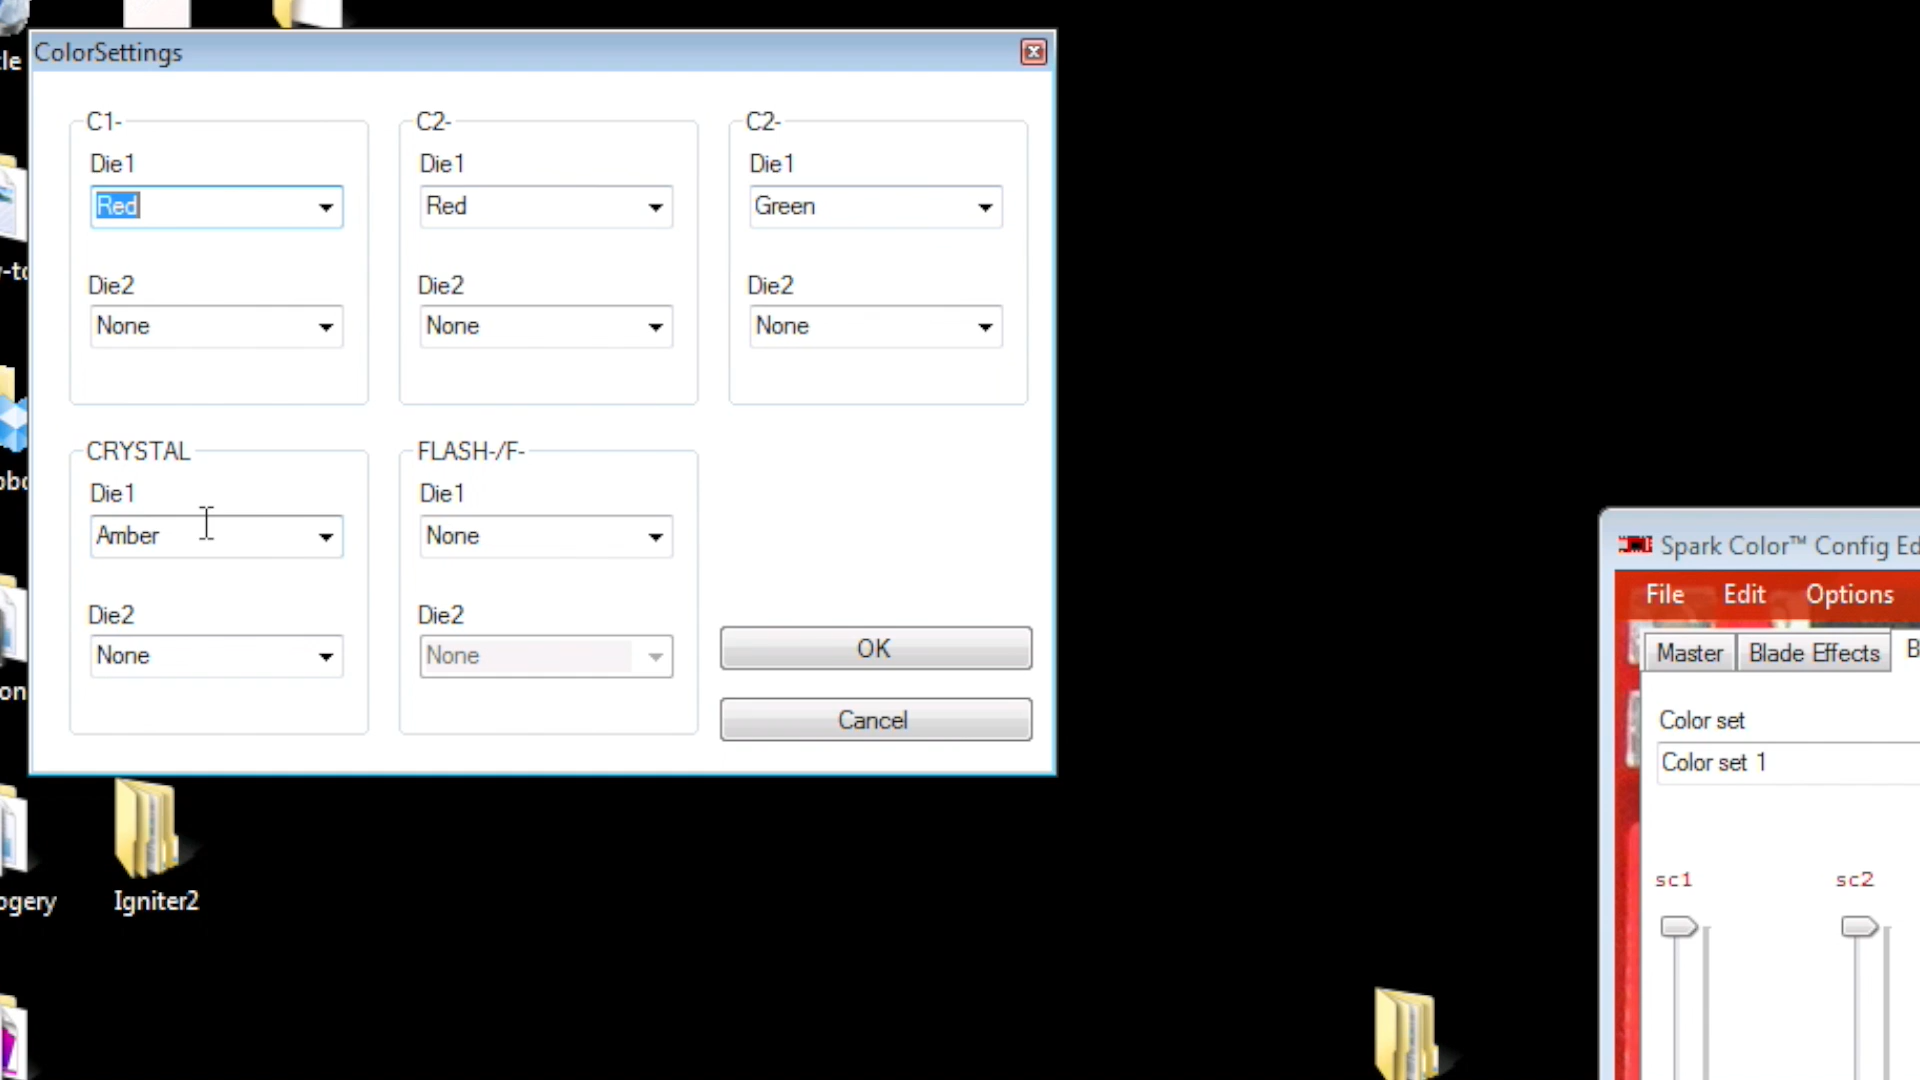 ColorSettings
C1-
Die1
Red
Die2
None
C2-
Die1
Red
Die2
None
C2-
Die1
Green
Die2
None
CRYSTAL
Die1
Amber
Die2
None
FLASH-/F-
Die1
None
Die2
None
OK
Cancel
Igniter2
Spark Color™ Config Ed
File Edit Options
Master Blade Effects B
Color set
Color set 1
sc1 sc2